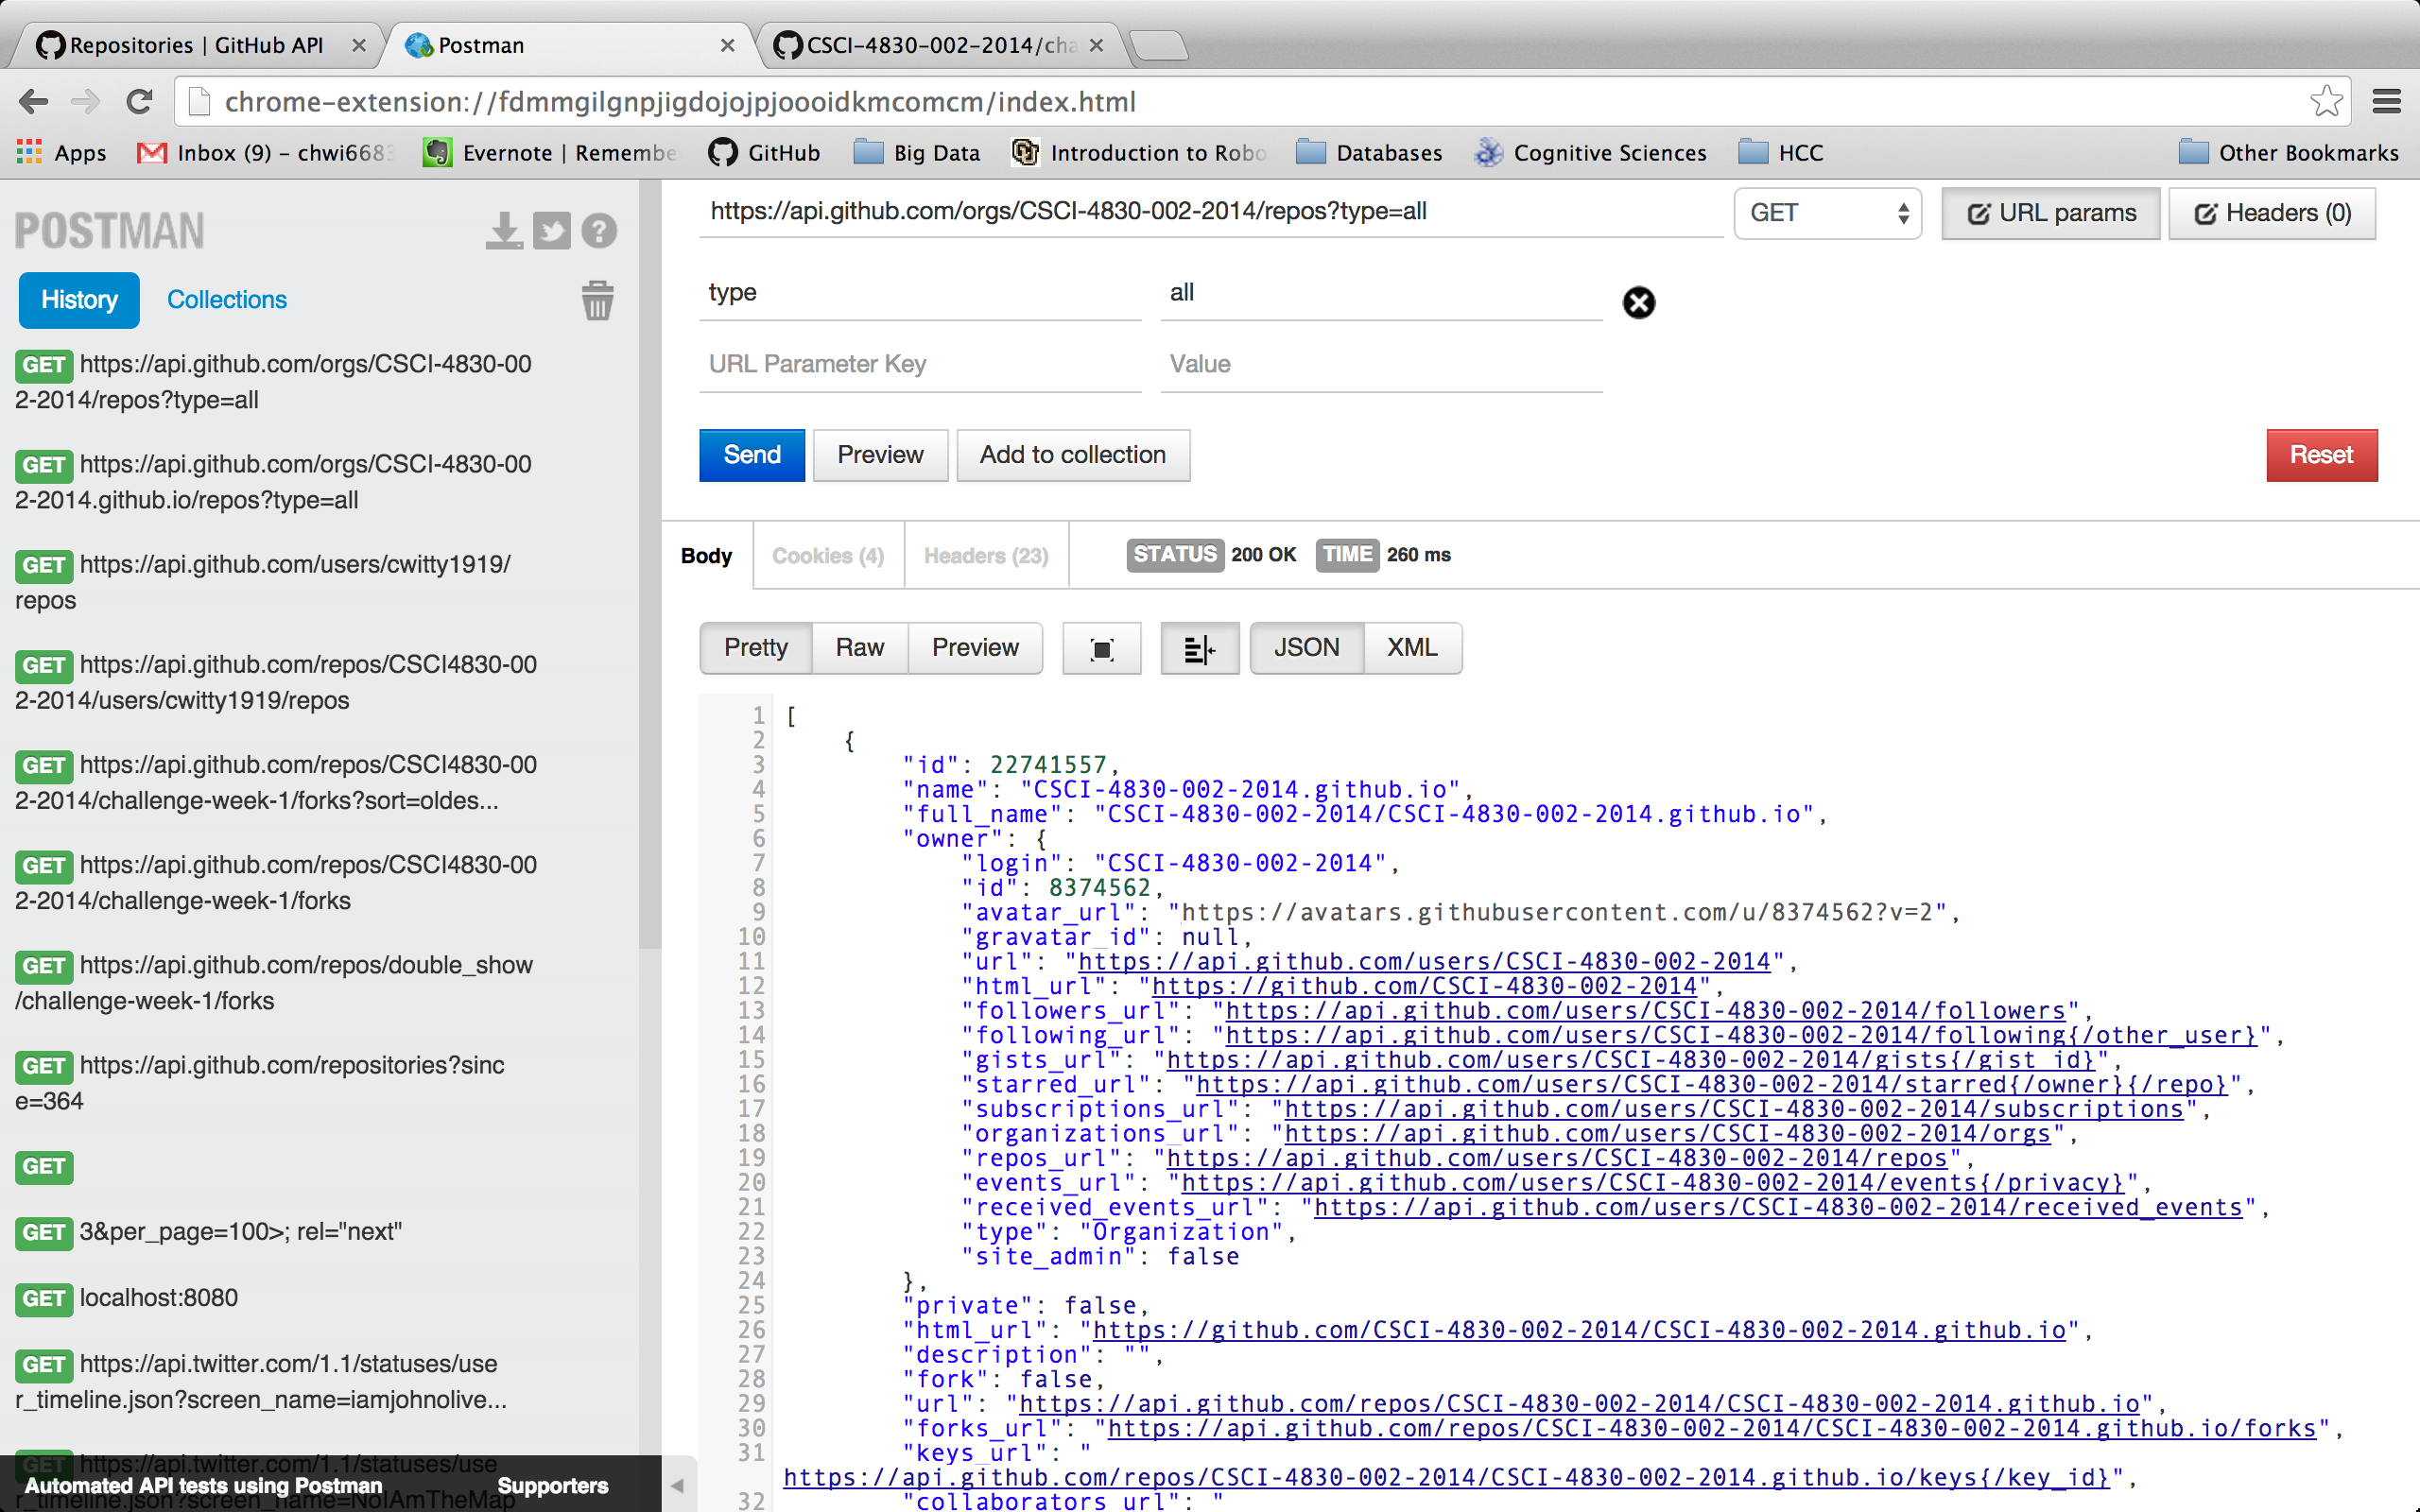 Repositories | GitHub API
Postman
CSCI-4830-002-2014/cha
chrome-extension://fdmmgilgnpjigdojojpjoooidkmcomcm/index.html
Apps
Inbox (9) – chwi6683
Evernote | Remembe
GitHub
Big Data
Introduction to Robo
Databases
Cognitive Sciences
HCC
Other Bookmarks
POSTMAN
History
Collections
GET https://api.github.com/orgs/CSCI-4830-00
2-2014/repos?type=all
GET https://api.github.com/orgs/CSCI-4830-00
2-2014.github.io/repos?type=all
GET https://api.github.com/users/cwitty1919/
repos
GET https://api.github.com/repos/CSCI4830-00
2-2014/users/cwitty1919/repos
GET https://api.github.com/repos/CSCI4830-00
2-2014/challenge-week-1/forks?sort=oldes...
GET https://api.github.com/repos/CSCI4830-00
2-2014/challenge-week-1/forks
GET https://api.github.com/repos/double_show
/challenge-week-1/forks
GET https://api.github.com/repositories?sinc
e=364
GET
GET 3&per_page=100>; rel="next"
GET localhost:8080
GET https://api.twitter.com/1.1/statuses/use
r_timeline.json?screen_name=iamjohnolive...
GET https://api.twitter.com/1.1/statuses/use
r_timeline.json?screen_name=NoIAmTheMap
Automated API tests using Postman
Supporters
https://api.github.com/orgs/CSCI-4830-002-2014/repos?type=all
GET
URL params
Headers (0)
type
all
URL Parameter Key
Value
Send
Preview
Add to collection
Reset
Body
Cookies (4)
Headers (23)
STATUS 200 OK
TIME 260 ms
Pretty
Raw
Preview
JSON
XML
1 [
2 {
3 "id": 22741557,
4 "name": "CSCI-4830-002-2014.github.io",
5 "full_name": "CSCI-4830-002-2014/CSCI-4830-002-2014.github.io",
6 "owner": {
7 "login": "CSCI-4830-002-2014",
8 "id": 8374562,
9 "avatar_url": "https://avatars.githubusercontent.com/u/8374562?v=2",
10 "gravatar_id": null,
11 "url": "https://api.github.com/users/CSCI-4830-002-2014",
12 "html_url": "https://github.com/CSCI-4830-002-2014",
13 "followers_url": "https://api.github.com/users/CSCI-4830-002-2014/followers",
14 "following_url": "https://api.github.com/users/CSCI-4830-002-2014/following{/other_user}",
15 "gists_url": "https://api.github.com/users/CSCI-4830-002-2014/gists{/gist_id}",
16 "starred_url": "https://api.github.com/users/CSCI-4830-002-2014/starred{/owner}{/repo}",
17 "subscriptions_url": "https://api.github.com/users/CSCI-4830-002-2014/subscriptions",
18 "organizations_url": "https://api.github.com/users/CSCI-4830-002-2014/orgs",
19 "repos_url": "https://api.github.com/users/CSCI-4830-002-2014/repos",
20 "events_url": "https://api.github.com/users/CSCI-4830-002-2014/events{/privacy}",
21 "received_events_url": "https://api.github.com/users/CSCI-4830-002-2014/received_events",
22 "type": "Organization",
23 "site_admin": false
24 },
25 "private": false,
26 "html_url": "https://github.com/CSCI-4830-002-2014/CSCI-4830-002-2014.github.io",
27 "description": "",
28 "fork": false,
29 "url": "https://api.github.com/repos/CSCI-4830-002-2014/CSCI-4830-002-2014.github.io",
30 "forks_url": "https://api.github.com/repos/CSCI-4830-002-2014/CSCI-4830-002-2014.github.io/forks",
31 "keys_url": "
https://api.github.com/repos/CSCI-4830-002-2014/CSCI-4830-002-2014.github.io/keys{/key_id}",
32 "collaborators_url": "